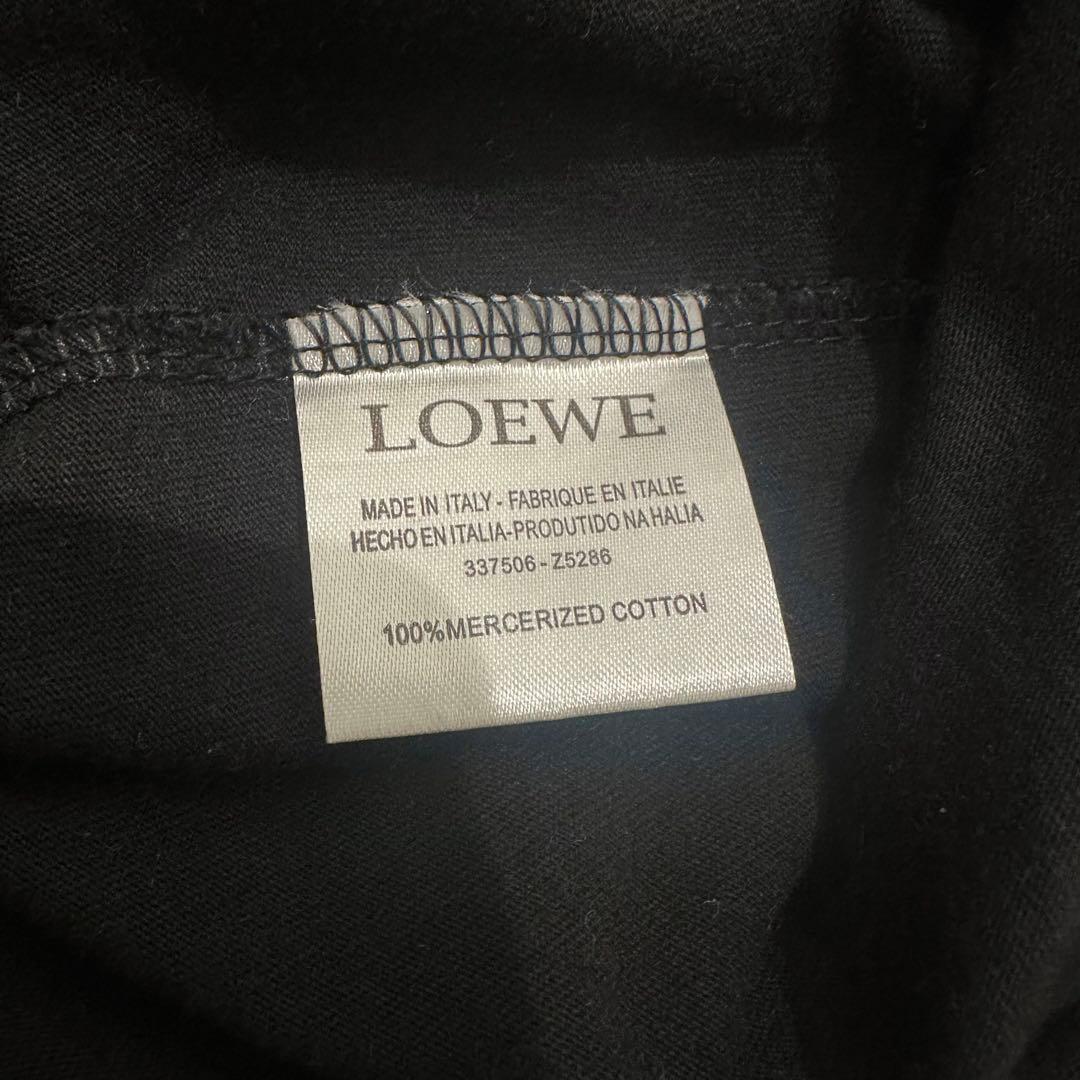 LOEWE
MADE IN ITALY - FABRIQUE EN ITALIE
HECHO EN ITALIA-PRODUTIDO NA HALIA
337506 - Z5286
100%MERCERIZED COTTON